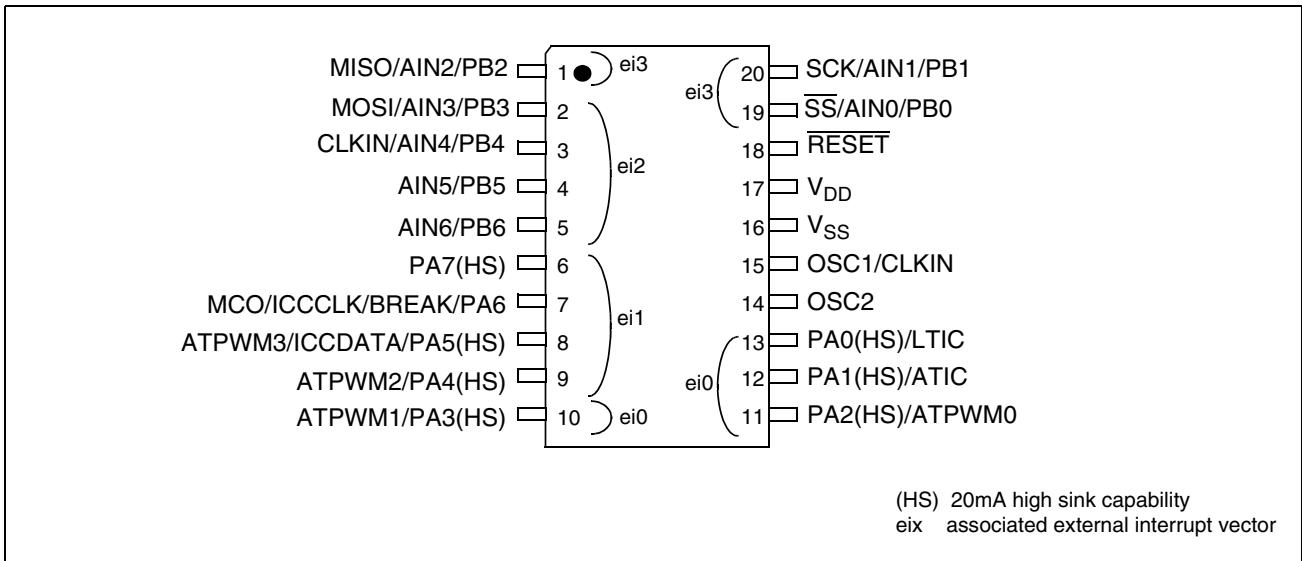 MISO/AIN2/PB2 1 ei3
MOSI/AIN3/PB3 2
CLKIN/AIN4/PB4 3
ei2
AIN5/PB5 4
AIN6/PB6 5
PA7(HS) 6
MCO/ICCCLK/BREAK/PA6 7
ei1
ATPWM3/ICCDATA/PA5(HS) 8
ATPWM2/PA4(HS) 9
ATPWM1/PA3(HS) 10 ei0
20 SCK/AIN1/PB1
ei3
19 SS/AIN0/PB0
18 RESET
17 VDD
16 VSS
15 OSC1/CLKIN
14 OSC2
13 PA0(HS)/LTIC
ei0
12 PA1(HS)/ATIC
11 PA2(HS)/ATPWM0
(HS) 20mA high sink capability
eix associated external interrupt vector